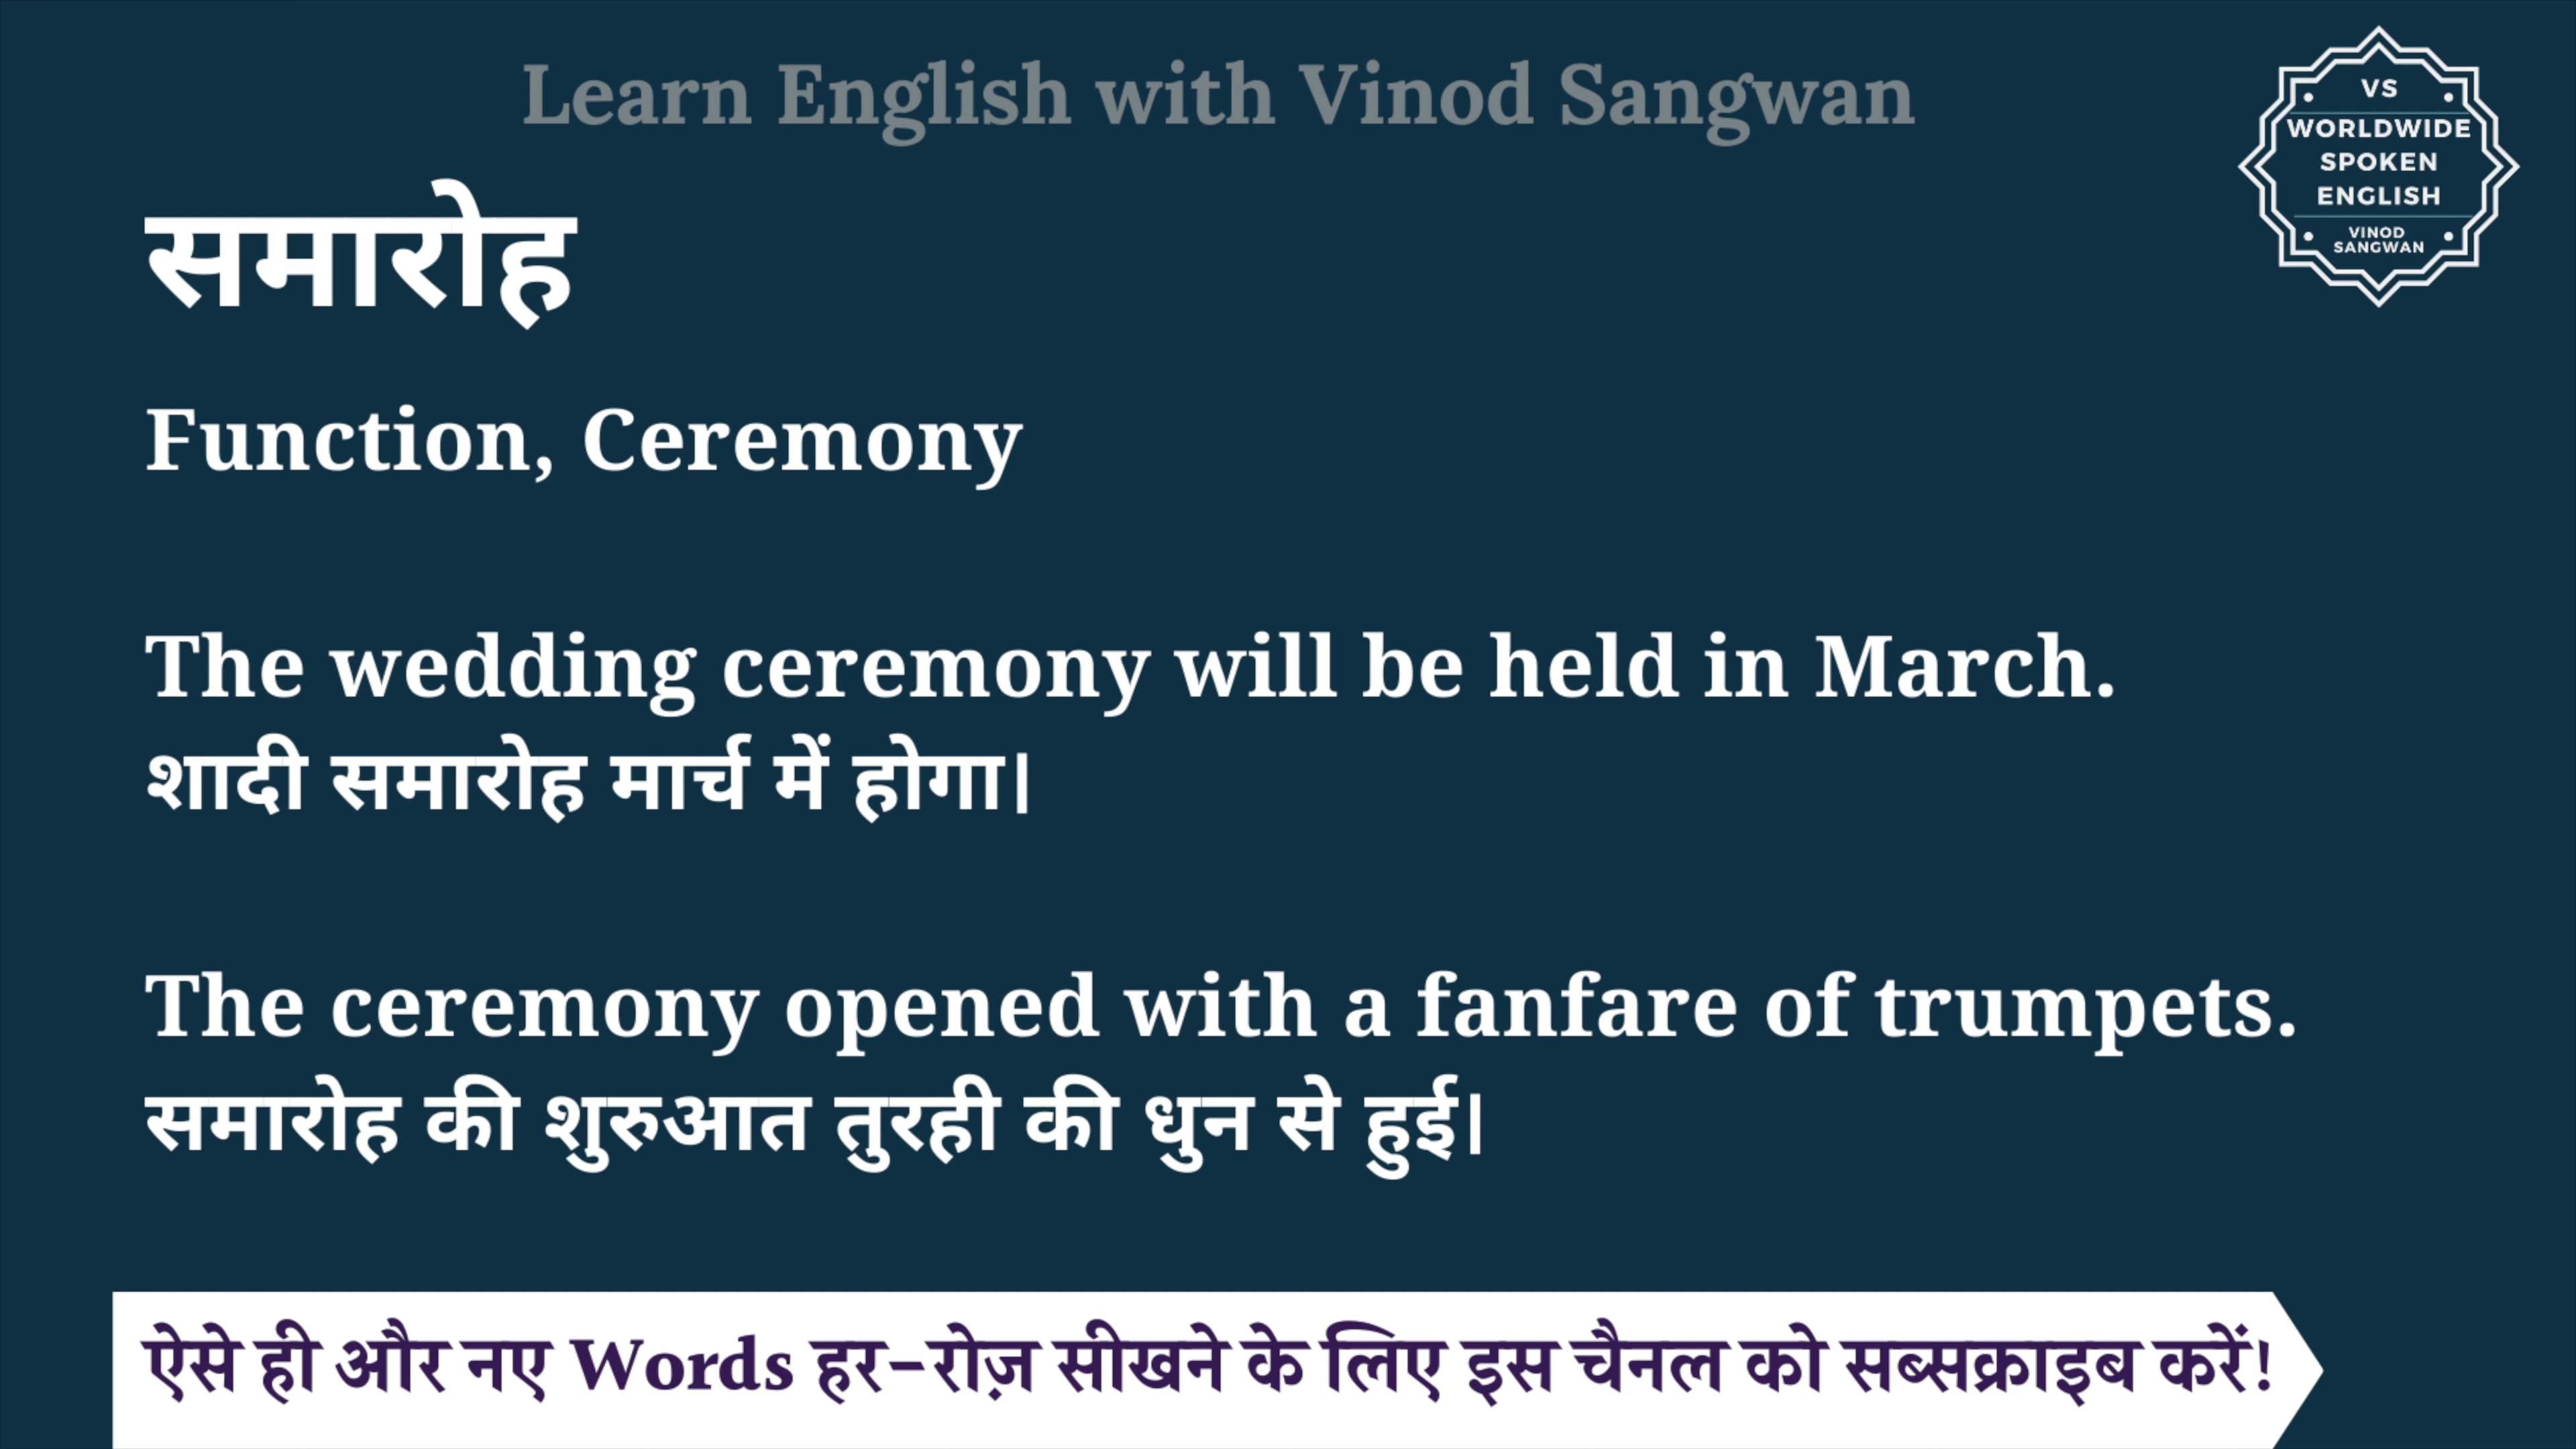 Learn English with Vinod Sangwan
VS
WORLDWIDE
SPOKEN
ENGLISH
VINOD
SANGWAN
समारोह
Function, Ceremony
The wedding ceremony will be held in March.
शादी समारोह मार्च में होगा।
The ceremony opened with a fanfare of trumpets.
समारोह की शुरुआत तुरही की धुन से हुई।
ऐसे ही और नए Words हर-रोज़ सीखने के लिए इस चैनल को सब्सक्राइब करें!